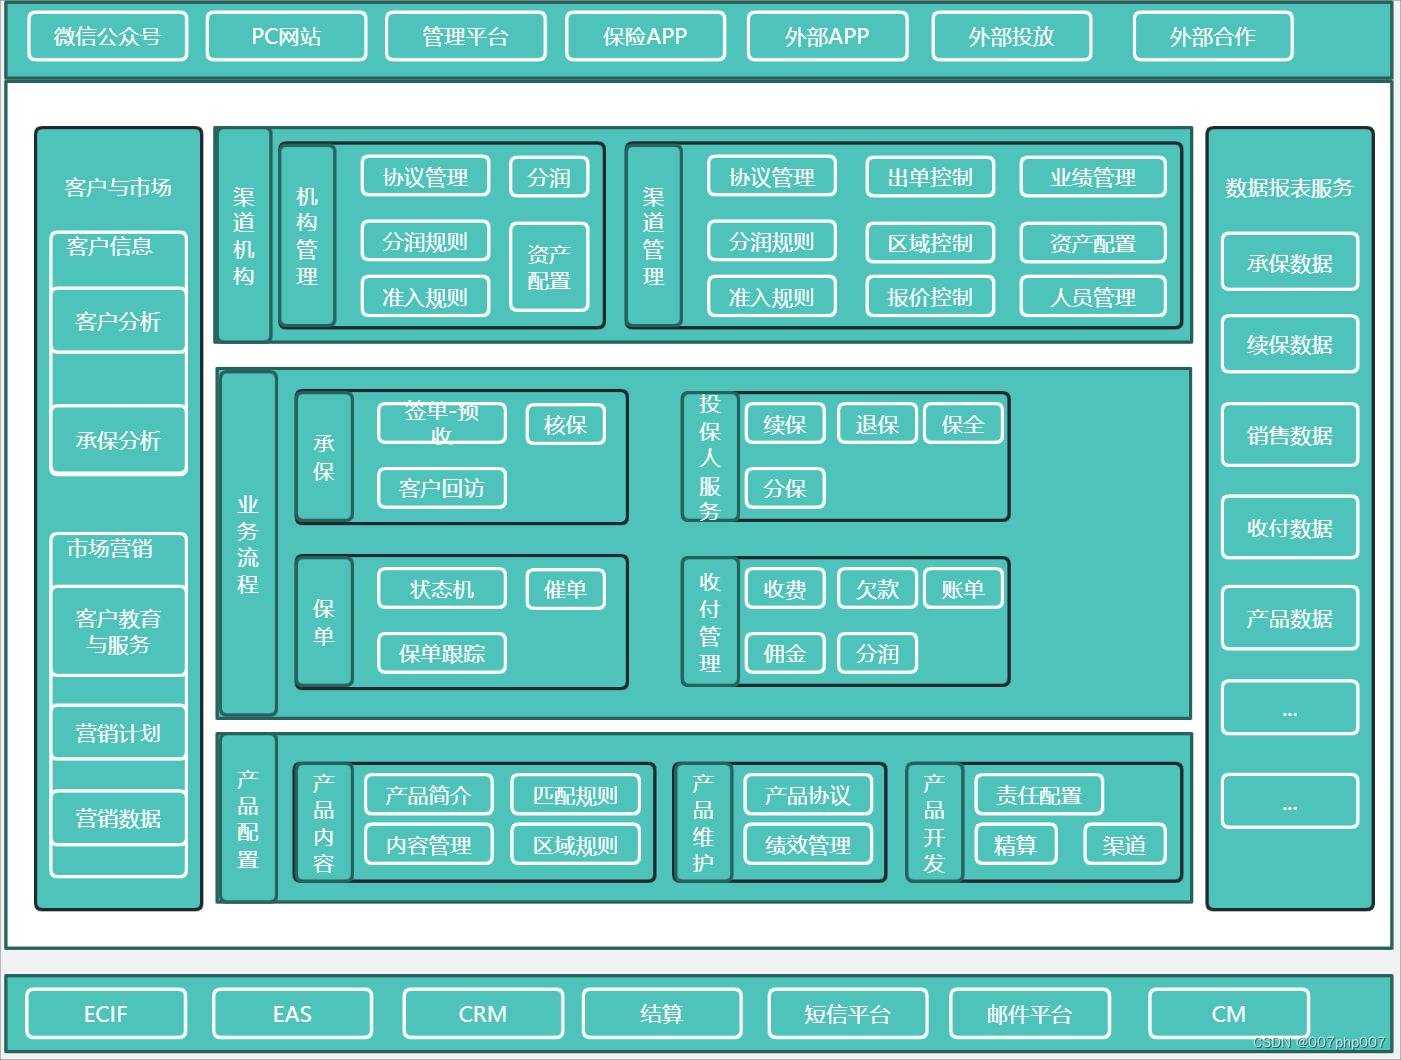 微信公众号
PC网站
管理平台
保险APP
外部APP
外部投放
外部合作
客户与市场
客户信息
客户分析
承保分析
市场营销
客户教育
与服务
营销计划
营销数据
渠道机构
机构管理
协议管理
分润
分润规则
资产
配置
准入规则
渠道管理
协议管理
出单控制
业绩管理
分润规则
区域控制
资产配置
准入规则
报价控制
人员管理
业务流程
承保
签单-预
收
核保
客户回访
投保人服务
续保
退保
保全
分保
保单
状态机
催单
保单跟踪
收付管理
收费
欠款
账单
佣金
分润
产品配置
产品内容
产品简介
匹配规则
内容管理
区域规则
产品维护
产品协议
绩效管理
产品开发
责任配置
精算
渠道
数据报表服务
承保数据
续保数据
销售数据
收付数据
产品数据
...
...
ECIF
EAS
CRM
结算
短信平台
邮件平台
CM
CSDN @007php007